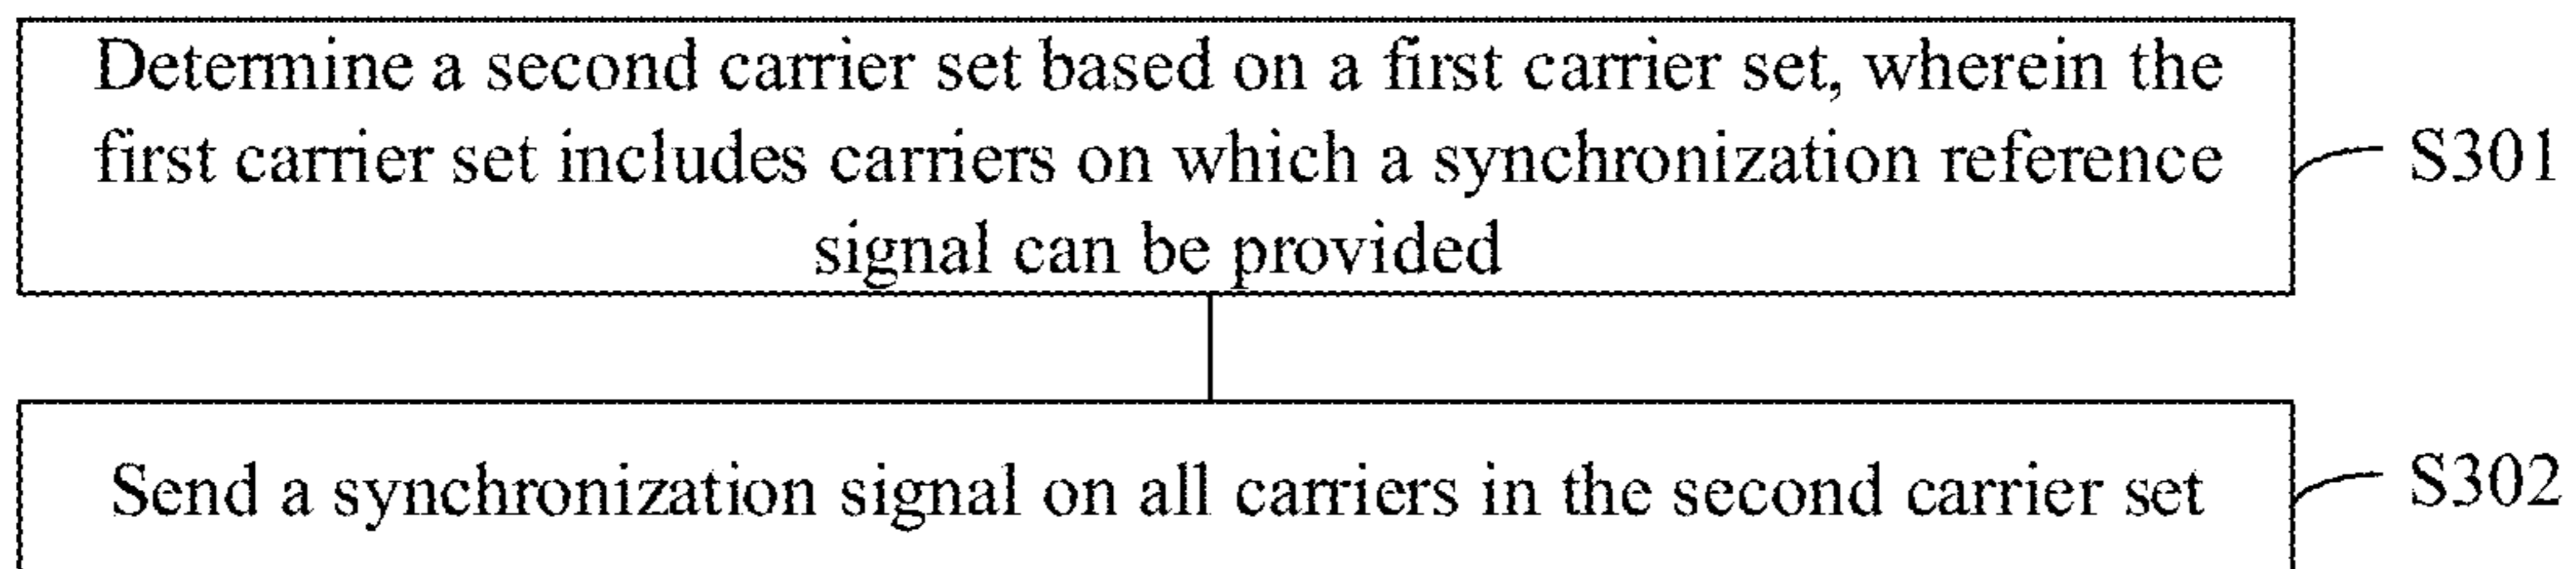 Determine a second carrier set based on a first carrier set, wherein the
first carrier set includes carriers on which a synchronization reference
signal can be provided
S301
Send a synchronization signal on all carriers in the second carrier set
S302